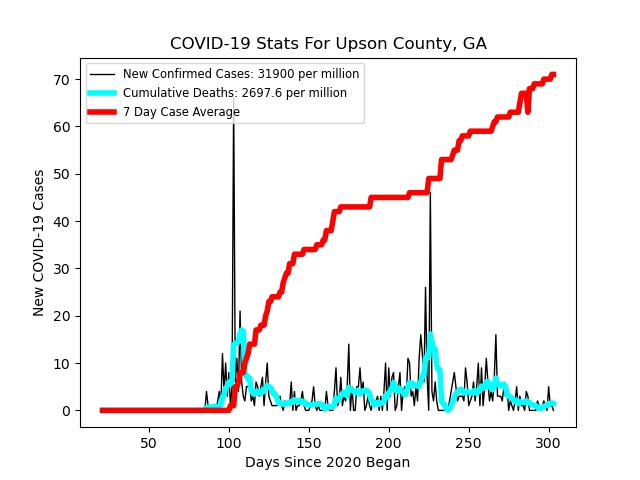 COVID-19 Stats For Upson County, GA
New Confirmed Cases: 31900 per million
Cumulative Deaths: 2697.6 per million
7 Day Case Average
70
60
50
40
30
20
10
0
New COVID-19 Cases
50 100 150 200 250 300
Days Since 2020 Began